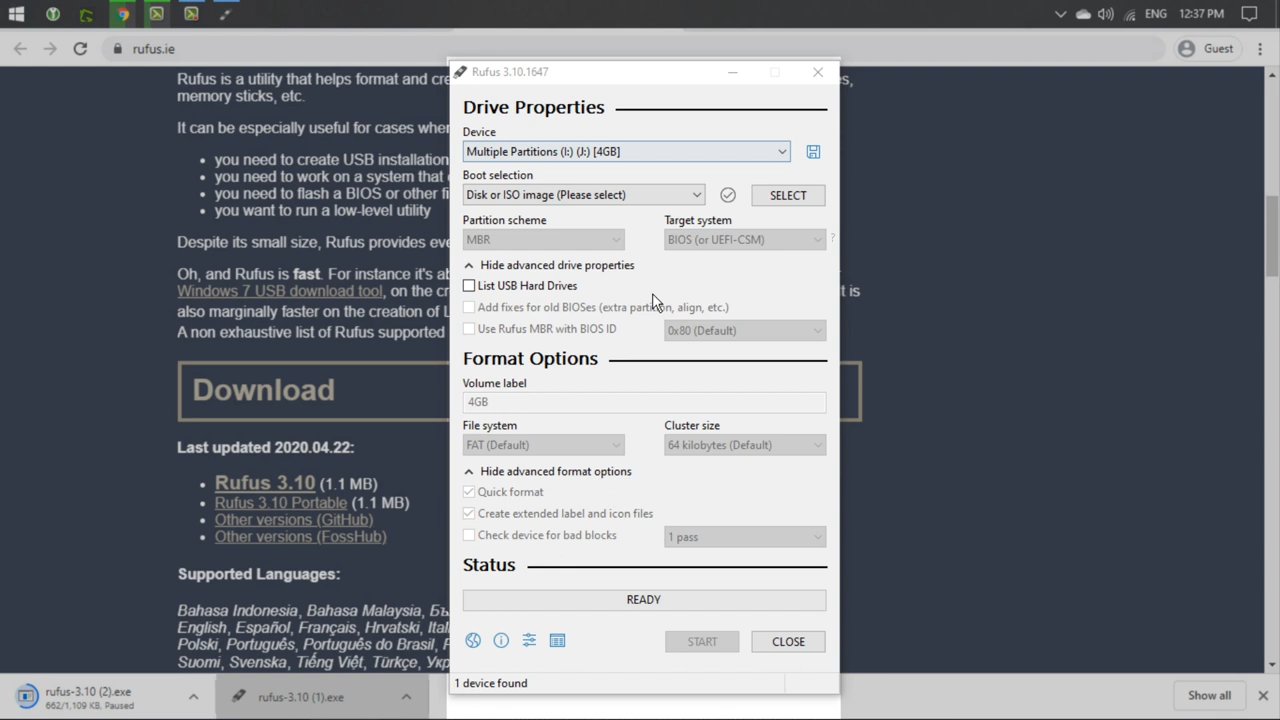 ENG
12:37 PM
rufus.ie
Guest
Rufus is a utility that helps format and cre
es,
memory sticks, etc.
It can be especially useful for cases wher
you need to create USB installation
you need to work on a system that
you need to flash a BIOS or other fi
you want to run a low-level utility
Despite its small size, Rufus provides eve
Oh, and Rufus is fast. For instance it's ab
Windows 7 USB download tool, on the cr
it is
also marginally faster on the creation of L
A non exhaustive list of Rufus supported
Download
Last updated 2020.04.22:
Rufus 3.10 (1.1 MB)
Rufus 3.10 Portable (1.1 MB)
Other versions (GitHub)
Other versions (FossHub)
Supported Languages:
Bahasa Indonesia, Bahasa Malaysia, Бъ
English, Español, Français, Hrvatski, Ital
Polski, Português, Português do Brasil, P
Suomi, Svenska, Tiếng Việt, Türkçe, Укр
Rufus 3.10.1647
Drive Properties
Device
Multiple Partitions (I:) (J:) [4GB]
Boot selection
Disk or ISO image (Please select)
SELECT
Partition scheme
Target system
MBR
BIOS (or UEFI-CSM)
?
Hide advanced drive properties
List USB Hard Drives
Add fixes for old BIOSes (extra partition, align, etc.)
Use Rufus MBR with BIOS ID
0x80 (Default)
Format Options
Volume label
4GB
File system
Cluster size
FAT (Default)
64 kilobytes (Default)
Hide advanced format options
Quick format
Create extended label and icon files
Check device for bad blocks
1 pass
Status
READY
START
CLOSE
1 device found
rufus-3.10 (2).exe
662/1,109 KB, Paused
rufus-3.10 (1).exe
Show all